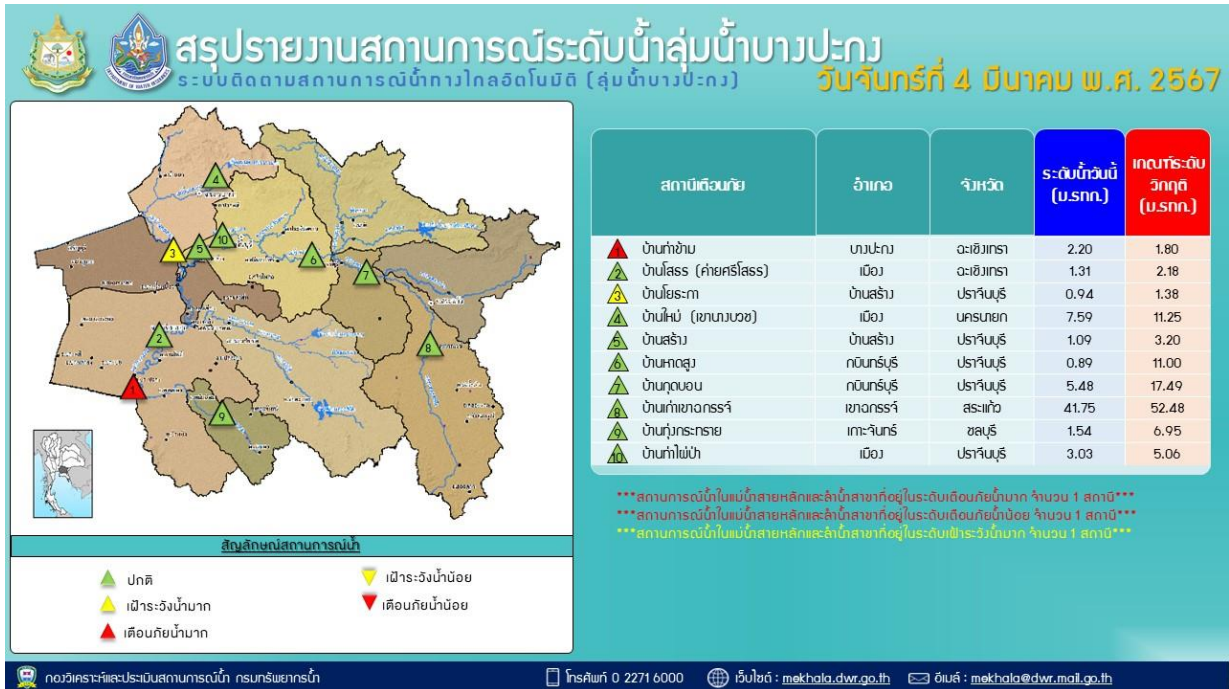 สรุปรายงานสถานการณ์ระดับน้ำลุ่มน้ำบางปะกง
ระบบติดตามสถานการณ์น้ำทางไกลอัตโนมัติ (ลุ่มน้ำบางปะกง)
วันจันทร์ที่ 4 มีนาคม พ.ศ. 2567
สถานีเตือนภัย อำเภอ จังหวัด ระดับน้ำวันนี้ (ม.รทก.) เกณฑ์ระดับวิกฤติ (ม.รทก.)
1 บ้านท่าข้าม บางปะกง ฉะเชิงเทรา 2.20 1.80
2 บ้านโสธร (ค่ายศรีโสธร) เมือง ฉะเชิงเทรา 1.31 2.18
3 บ้านโยธะกา บ้านสร้าง ปราจีนบุรี 0.94 1.38
4 บ้านใหม่ (เขานางบวช) เมือง นครนายก 7.59 11.25
5 บ้านสร้าง บ้านสร้าง ปราจีนบุรี 1.09 3.20
6 บ้านหาดสูง กบินทร์บุรี ปราจีนบุรี 0.89 11.00
7 บ้านกุดบอน กบินทร์บุรี ปราจีนบุรี 5.48 17.49
8 บ้านเก่าเขาฉกรรจ์ เขาฉกรรจ์ สระแก้ว 41.75 52.48
9 บ้านทุ่งกระทราย เกาะจันทร์ ชลบุรี 1.54 6.95
10 บ้านท่าไผ่ป่า เมือง ปราจีนบุรี 3.03 5.06
***สถานการณ์น้ำในแม่น้ำสายหลักและลำน้ำสาขาที่อยู่ในระดับเตือนภัยน้ำมาก จำนวน 1 สถานี***
***สถานการณ์น้ำในแม่น้ำสายหลักและลำน้ำสาขาที่อยู่ในระดับเตือนภัยน้ำน้อย จำนวน 1 สถานี***
***สถานการณ์น้ำในแม่น้ำสายหลักและลำน้ำสาขาที่อยู่ในระดับเฝ้าระวังน้ำมาก จำนวน 1 สถานี***
4
10
5
3
6
7
2
8
1
9
สัญลักษณ์สถานการณ์น้ำ
ปกติ เฝ้าระวังน้ำน้อย
เฝ้าระวังน้ำมาก เตือนภัยน้ำน้อย
เตือนภัยน้ำมาก
กองวิเคราะห์และประเมินสถานการณ์น้ำ กรมทรัพยากรน้ำ โทรศัพท์ 0 2271 6000 เว็บไซต์ : mekhala.dwr.go.th อีเมล์ : mekhala@dwr.mail.go.th